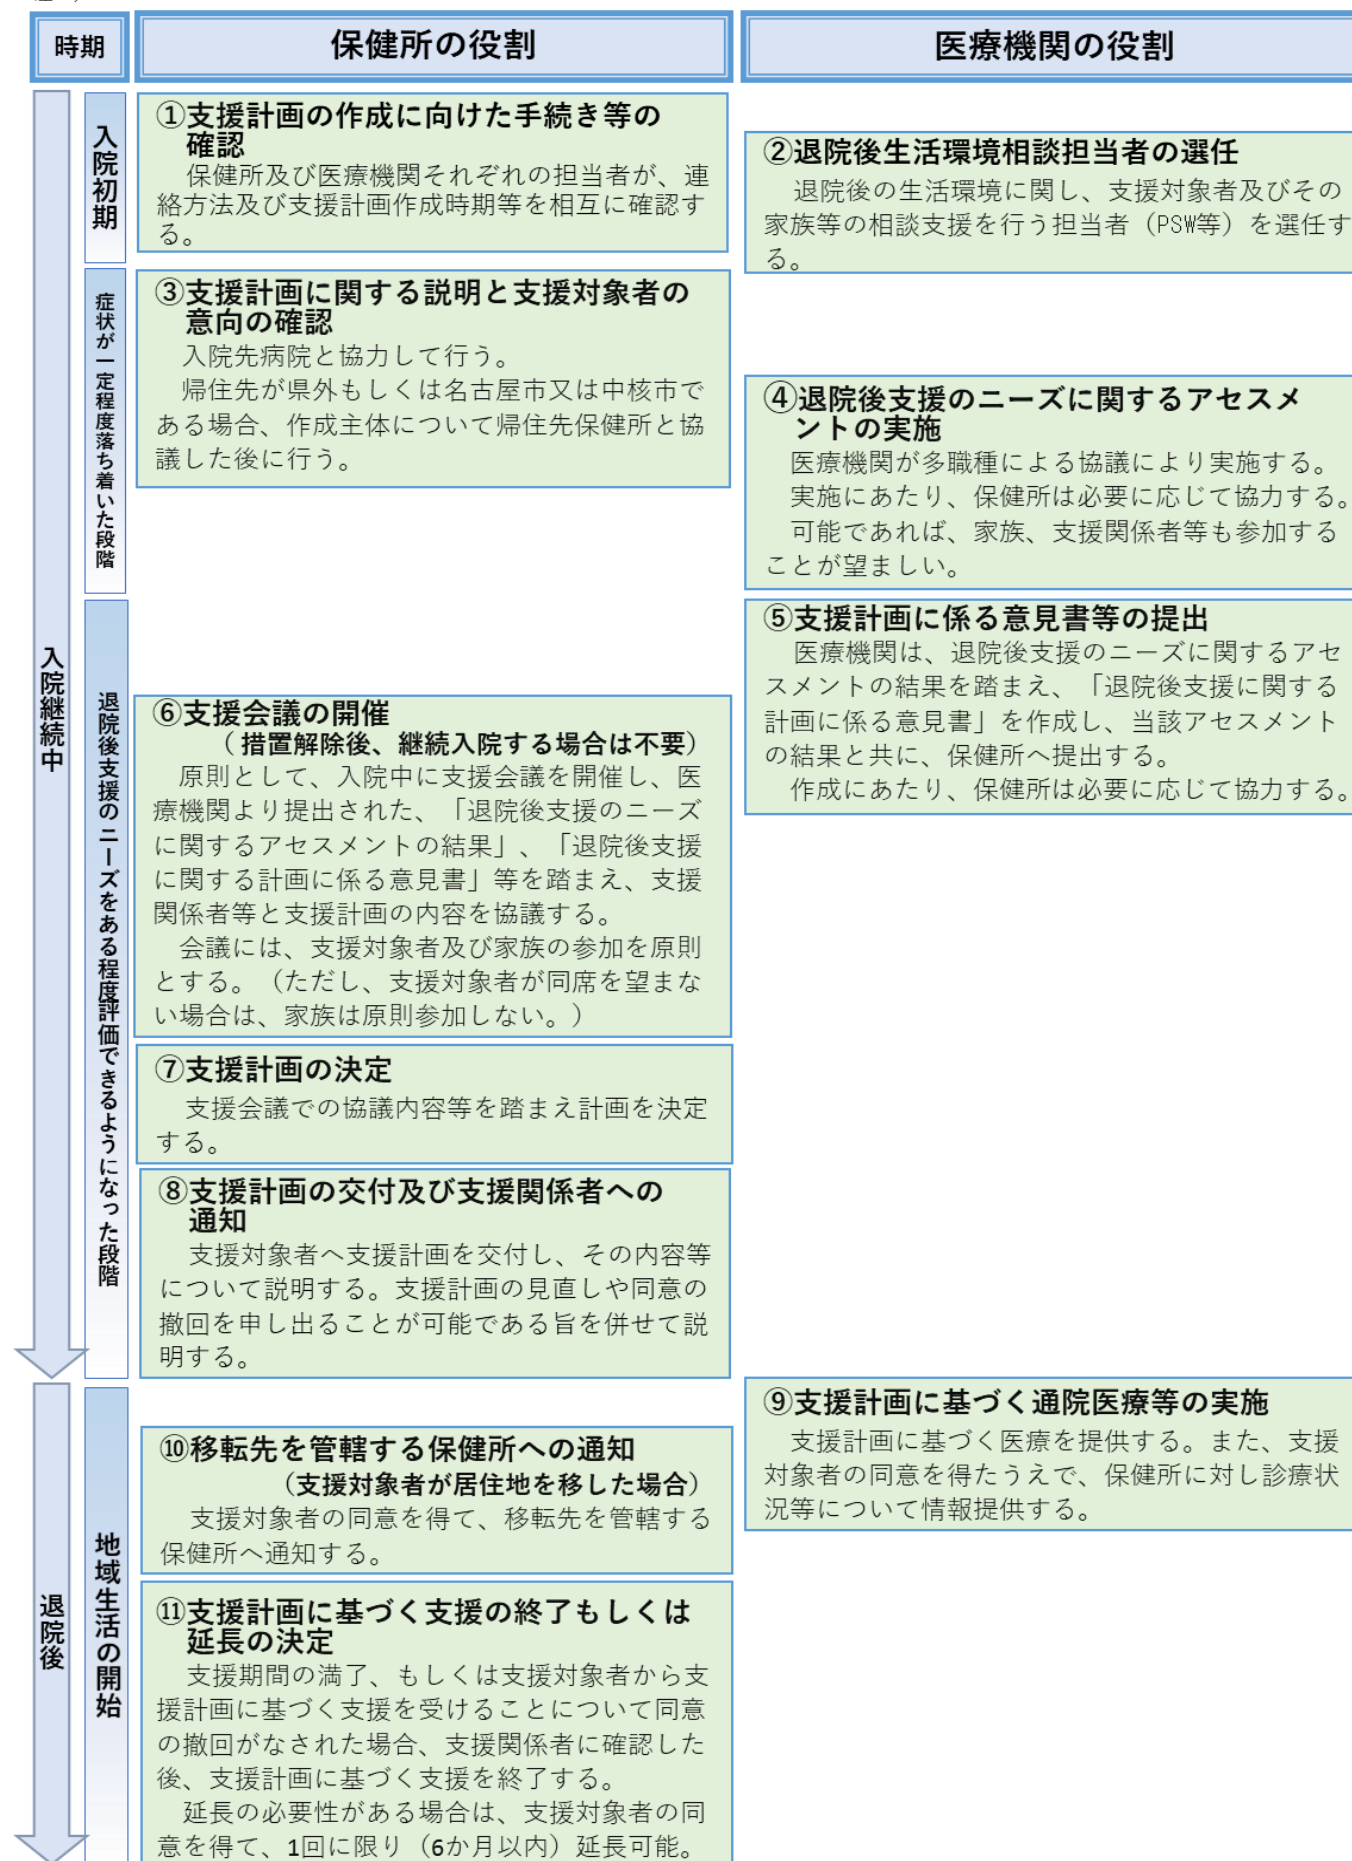 時期
保健所の役割
医療機関の役割
入院継続中
退院後
入院初期
症状が一定程度落ち着いた段階
退院後支援のニーズをある程度評価できるようになった段階
地域生活の開始
①支援計画の作成に向けた手続き等の
確認
保健所及び医療機関それぞれの担当者が、連
絡方法及び支援計画作成時期等を相互に確認す
る。
②退院後生活環境相談担当者の選任
退院後の生活環境に関し、支援対象者及びその
家族等の相談支援を行う担当者（PSW等）を選任す
る。
③支援計画に関する説明と支援対象者の
意向の確認
入院先病院と協力して行う。
帰住先が県外もしくは名古屋市又は中核市で
ある場合、作成主体について帰住先保健所と協
議した後に行う。
④退院後支援のニーズに関するアセスメ
ントの実施
医療機関が多職種による協議により実施する。
実施にあたり、保健所は必要に応じて協力する。
可能であれば、家族、支援関係者等も参加する
ことが望ましい。
⑤支援計画に係る意見書等の提出
医療機関は、退院後支援のニーズに関するアセ
スメントの結果を踏まえ、「退院後支援に関する
計画に係る意見書」を作成し、当該アセスメント
の結果と共に、保健所へ提出する。
作成にあたり、保健所は必要に応じて協力する。
⑥支援会議の開催
（措置解除後、継続入院する場合は不要）
原則として、入院中に支援会議を開催し、医
療機関より提出された、「退院後支援のニーズ
に関するアセスメントの結果」、「退院後支援
に関する計画に係る意見書」等を踏まえ、支援
関係者等と支援計画の内容を協議する。
会議には、支援対象者及び家族の参加を原則
とする。（ただし、支援対象者が同席を望まな
い場合は、家族は原則参加しない。）
⑦支援計画の決定
支援会議での協議内容等を踏まえ計画を決定
する。
⑧支援計画の交付及び支援関係者への
通知
支援対象者へ支援計画を交付し、その内容等
について説明する。支援計画の見直しや同意の
撤回を申し出ることが可能である旨を併せて説
明する。
⑨支援計画に基づく通院医療等の実施
支援計画に基づく医療を提供する。また、支援
対象者の同意を得たうえで、保健所に対し診療状
況等について情報提供する。
⑩移転先を管轄する保健所への通知
（支援対象者が居住地を移した場合）
支援対象者の同意を得て、移転先を管轄する
保健所へ通知する。
⑪支援計画に基づく支援の終了もしくは
延長の決定
支援期間の満了、もしくは支援対象者から支
援計画に基づく支援を受けることについて同意
の撤回がなされた場合、支援関係者に確認した
後、支援計画に基づく支援を終了する。
延長の必要性がある場合は、支援対象者の同
意を得て、1回に限り（6か月以内）延長可能。